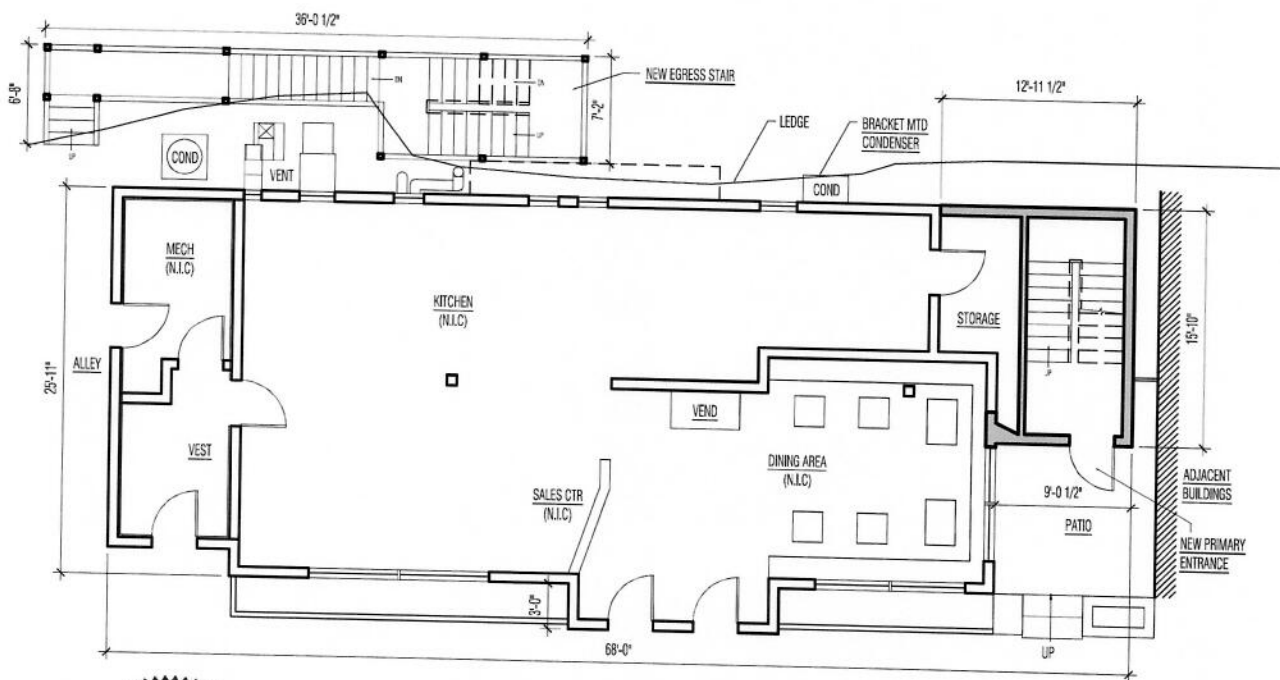 36'-0 1/2"
6'-8"
7'-2"
NEW EGRESS STAIR
12'-11 1/2"
DN
DN
UP
UP
LEDGE
BRACKET MTD
CONDENSER
COND
VENT
COND
MECH
(N.I.C)
KITCHEN
(N.I.C)
STORAGE
15'-10"
UP
ALLEY
25'-11"
VEND
VEST
DINING AREA
(N.I.C)
SALES CTR
(N.I.C)
9'-0 1/2"
ADJACENT
BUILDINGS
PATIO
NEW PRIMARY
ENTRANCE
3'-0"
68'-0"
UP